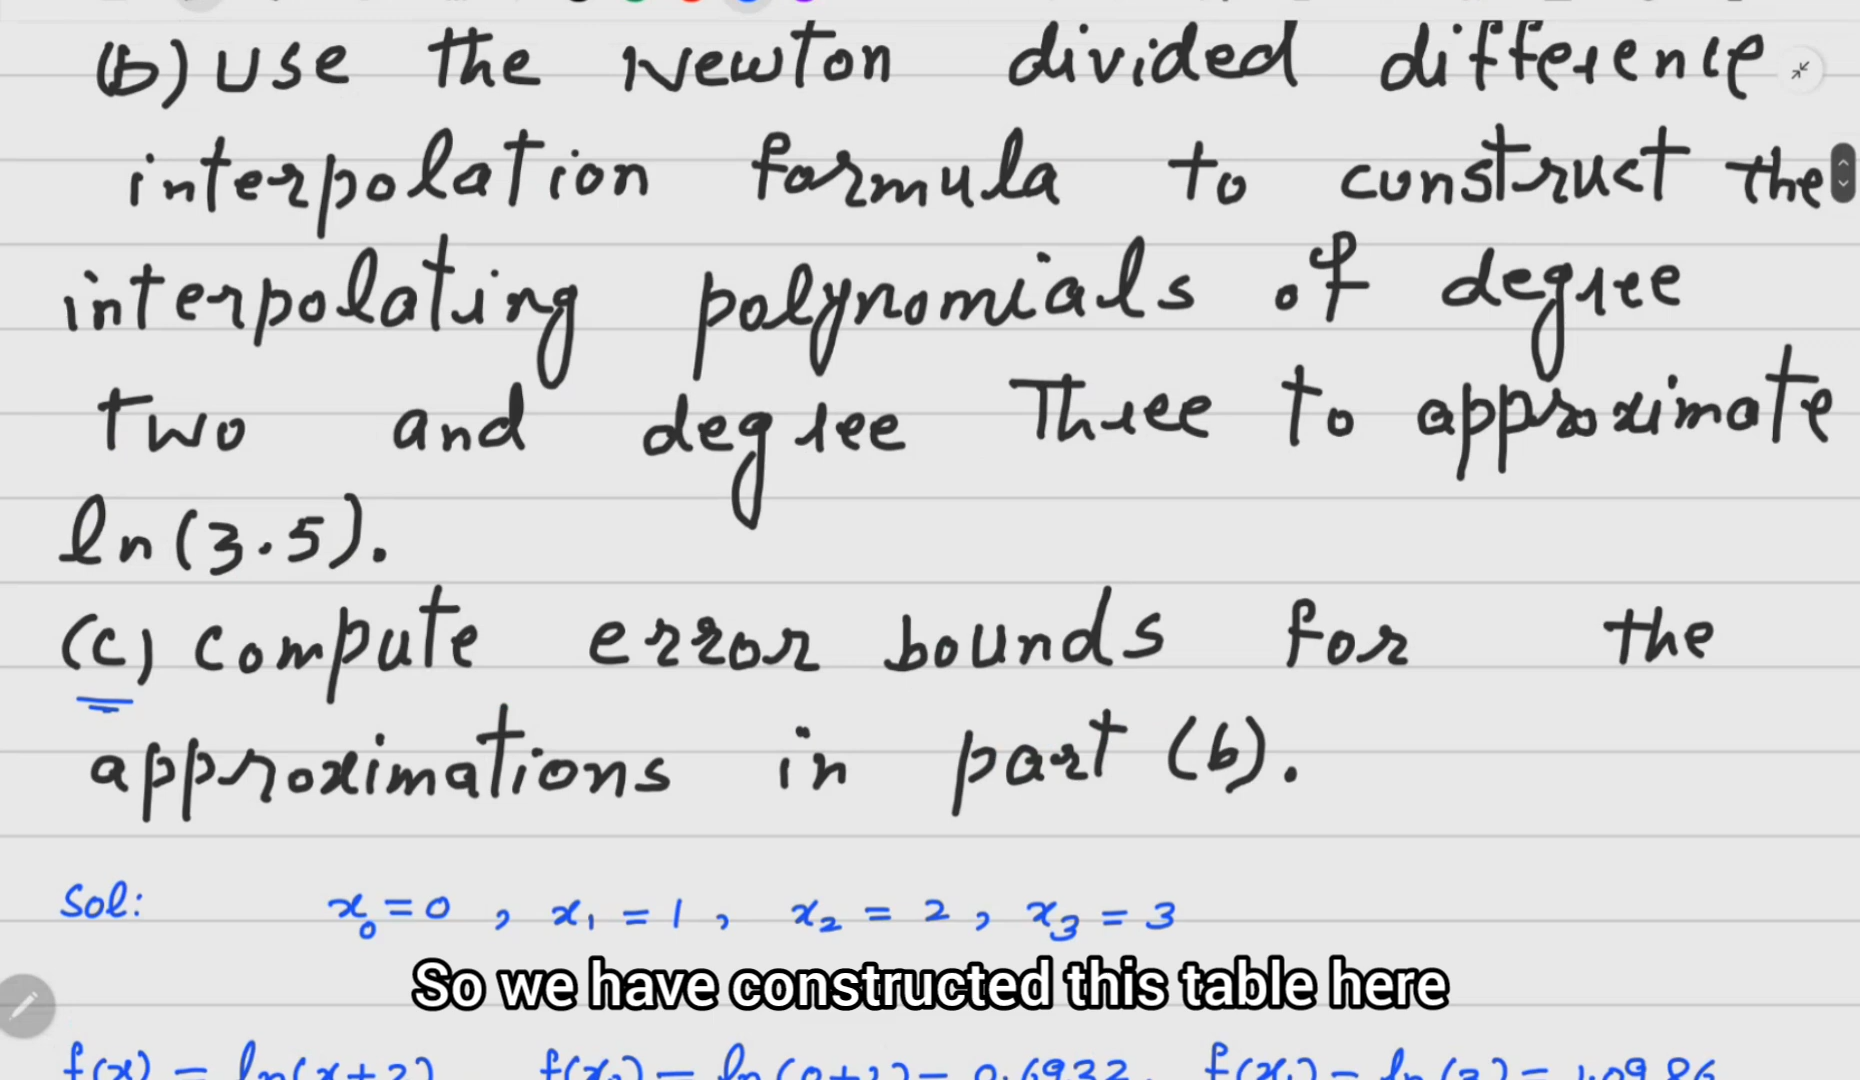 (b) use the Newton divided difference
interpolation formula to construct the
interpolating polynomials of degree
two and degree Three to approximate
ln(3.5).
(c) compute error bounds for the
approximations in part (b).
Sol: x₀ = 0 , x₁ = 1 , x₂ = 2 , x₃ = 3
So we have constructed this table here
f(x) = ln(x+2)